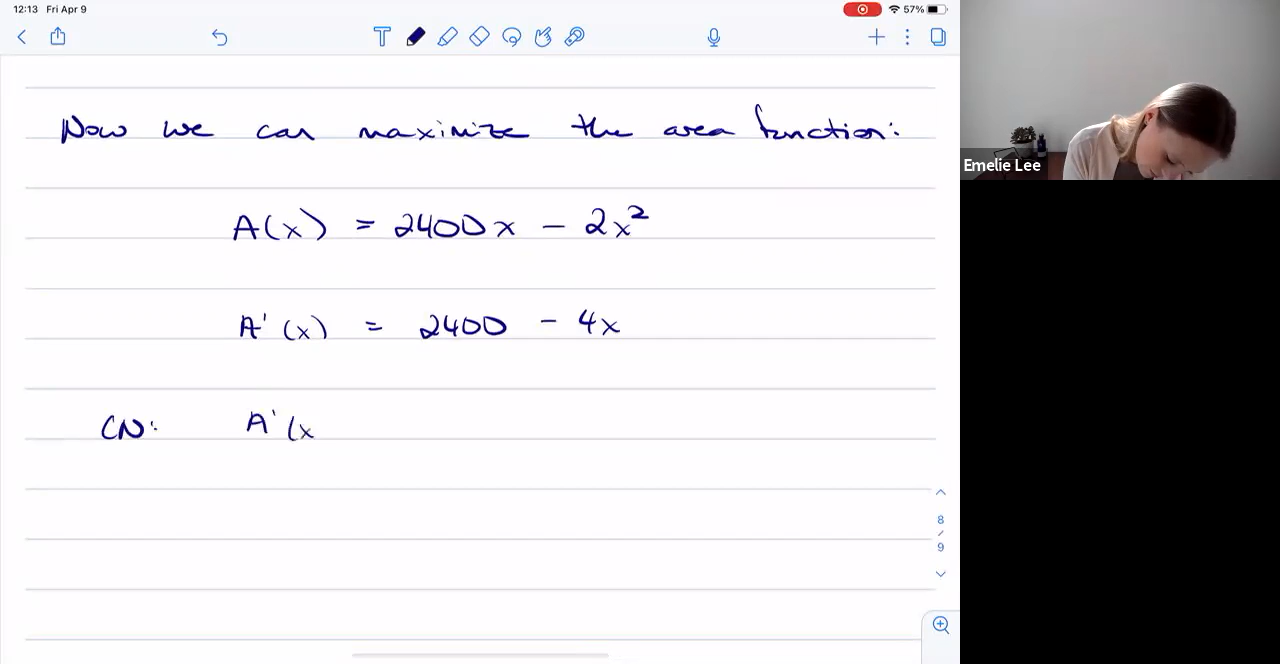 12:13 Fri Apr 9
57%
T
Now we can maximize the area function:
A(x) = 2400x - 2x²
A'(x) = 2400 - 4x
CN: A'(x
8
/
9
Emelie Lee